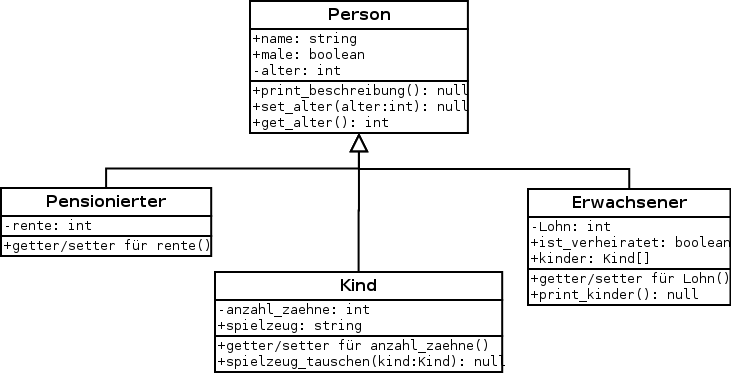 Person
+name: string
+male: boolean
-alter: int
+print_beschreibung(): null
+set_alter(alter:int): null
+get_alter(): int
Pensionierter
-rente: int
+getter/setter für rente()
Erwachsener
-Lohn: int
+ist_verheiratet: boolean
+kinder: Kind[]
+getter/setter für Lohn()
+print_kinder(): null
Kind
-anzahl_zaehne: int
+spielzeug: string
+getter/setter für anzahl_zaehne()
+spielzeug_tauschen(kind:Kind): null